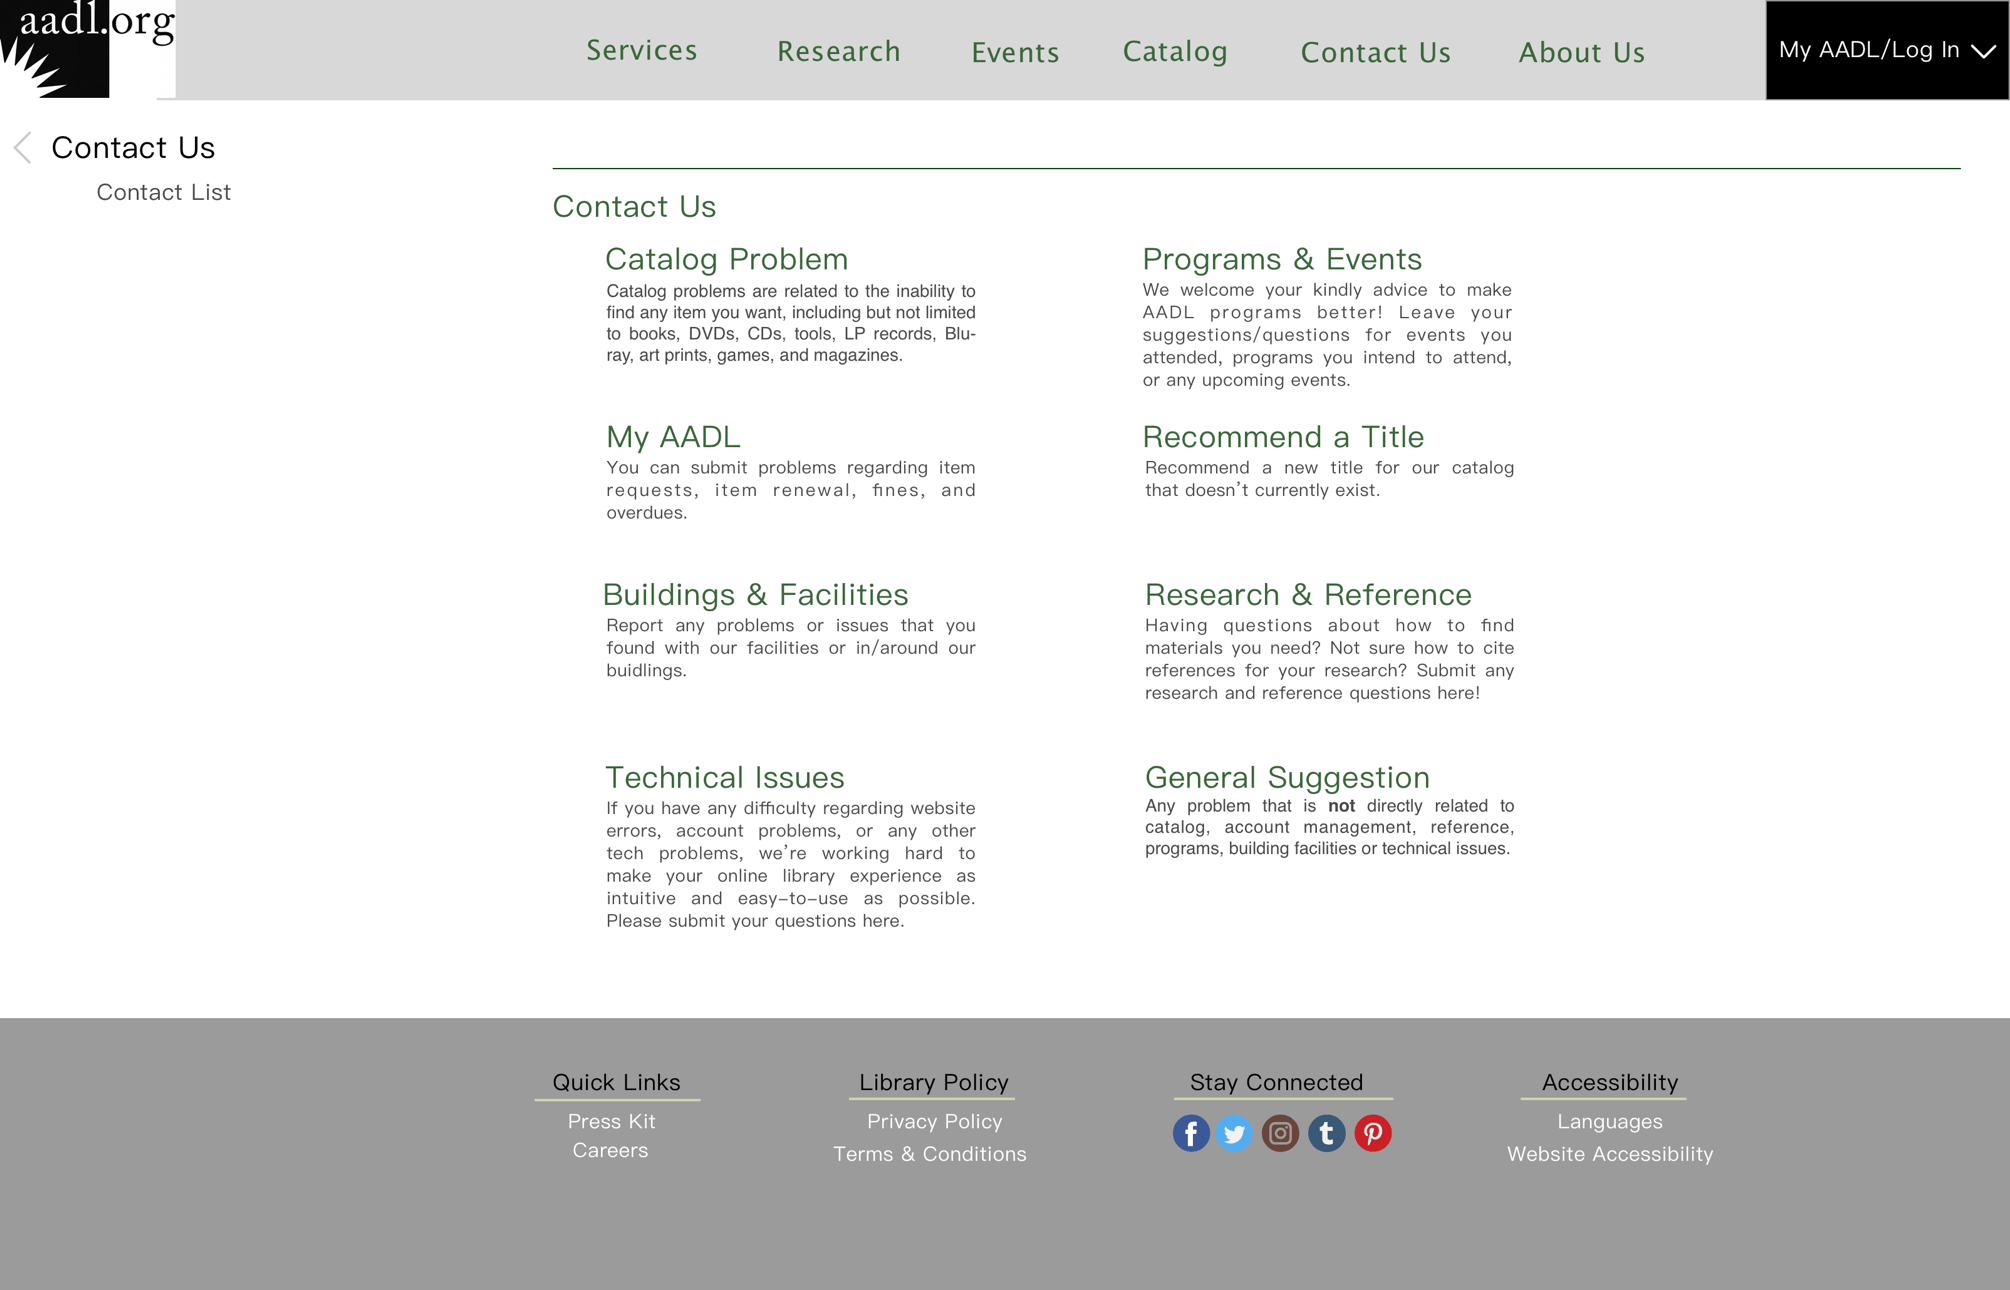 aadl.org
Services Research Events Catalog Contact Us About Us
My AADL/Log In
Contact Us
Contact List
Contact Us
Catalog Problem
Catalog problems are related to the inability to
find any item you want, including but not limited
to books, DVDs, CDs, tools, LP records, Blu-
ray, art prints, games, and magazines.
Programs & Events
We welcome your kindly advice to make
AADL programs better! Leave your
suggestions/questions for events you
attended, programs you intend to attend,
or any upcoming events.
My AADL
You can submit problems regarding item
requests, item renewal, fines, and
overdues.
Recommend a Title
Recommend a new title for our catalog
that doesn't currently exist.
Buildings & Facilities
Report any problems or issues that you
found with our facilities or in/around our
buidlings.
Research & Reference
Having questions about how to find
materials you need? Not sure how to cite
references for your research? Submit any
research and reference questions here!
Technical Issues
If you have any difficulty regarding website
errors, account problems, or any other
tech problems, we're working hard to
make your online library experience as
intuitive and easy-to-use as possible.
Please submit your questions here.
General Suggestion
Any problem that is not directly related to
catalog, account management, reference,
programs, building facilities or technical issues.
Quick Links
Press Kit
Careers
Library Policy
Privacy Policy
Terms & Conditions
Stay Connected
Accessibility
Languages
Website Accessibility